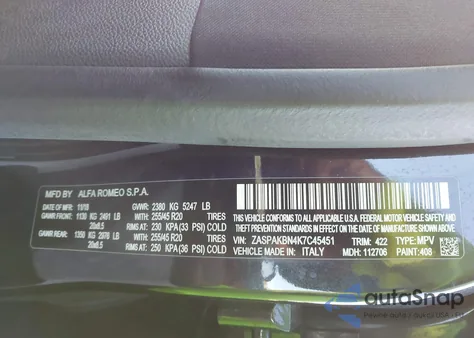 MFD BY ALFA ROMEO S.P.A.
DATE OF MFR: 11/18 GVWR: 2380 KG 5247 LB
FRONT GAWR: 1130 KG 2491 LB WITH 255/45 R20 TIRES
20x8.5 RIMS AT: 230 KPA (33 PSI) COLD
GAWR REAR: 1350 KG 2976 LB WITH 255/45 R20 TIRES
20x8.5 RIMS AT: 250 KPA (36 PSI) COLD
THIS VEHICLE CONFORMS TO ALL APPLICABLE FEDERAL MOTOR VEHICLE SAFETY, BUMPER, AND
THEFT PREVENTION STANDARDS IN EFFECT ON THE DATE OF MANUFACTURE SHOWN ABOVE.
VIN: ZASPAKBN4K7C45451 TRIM: 422 TYPE: MPV
VEHICLE MADE IN: ITALY MDH: 112706 PAINT: 408
autoSnap